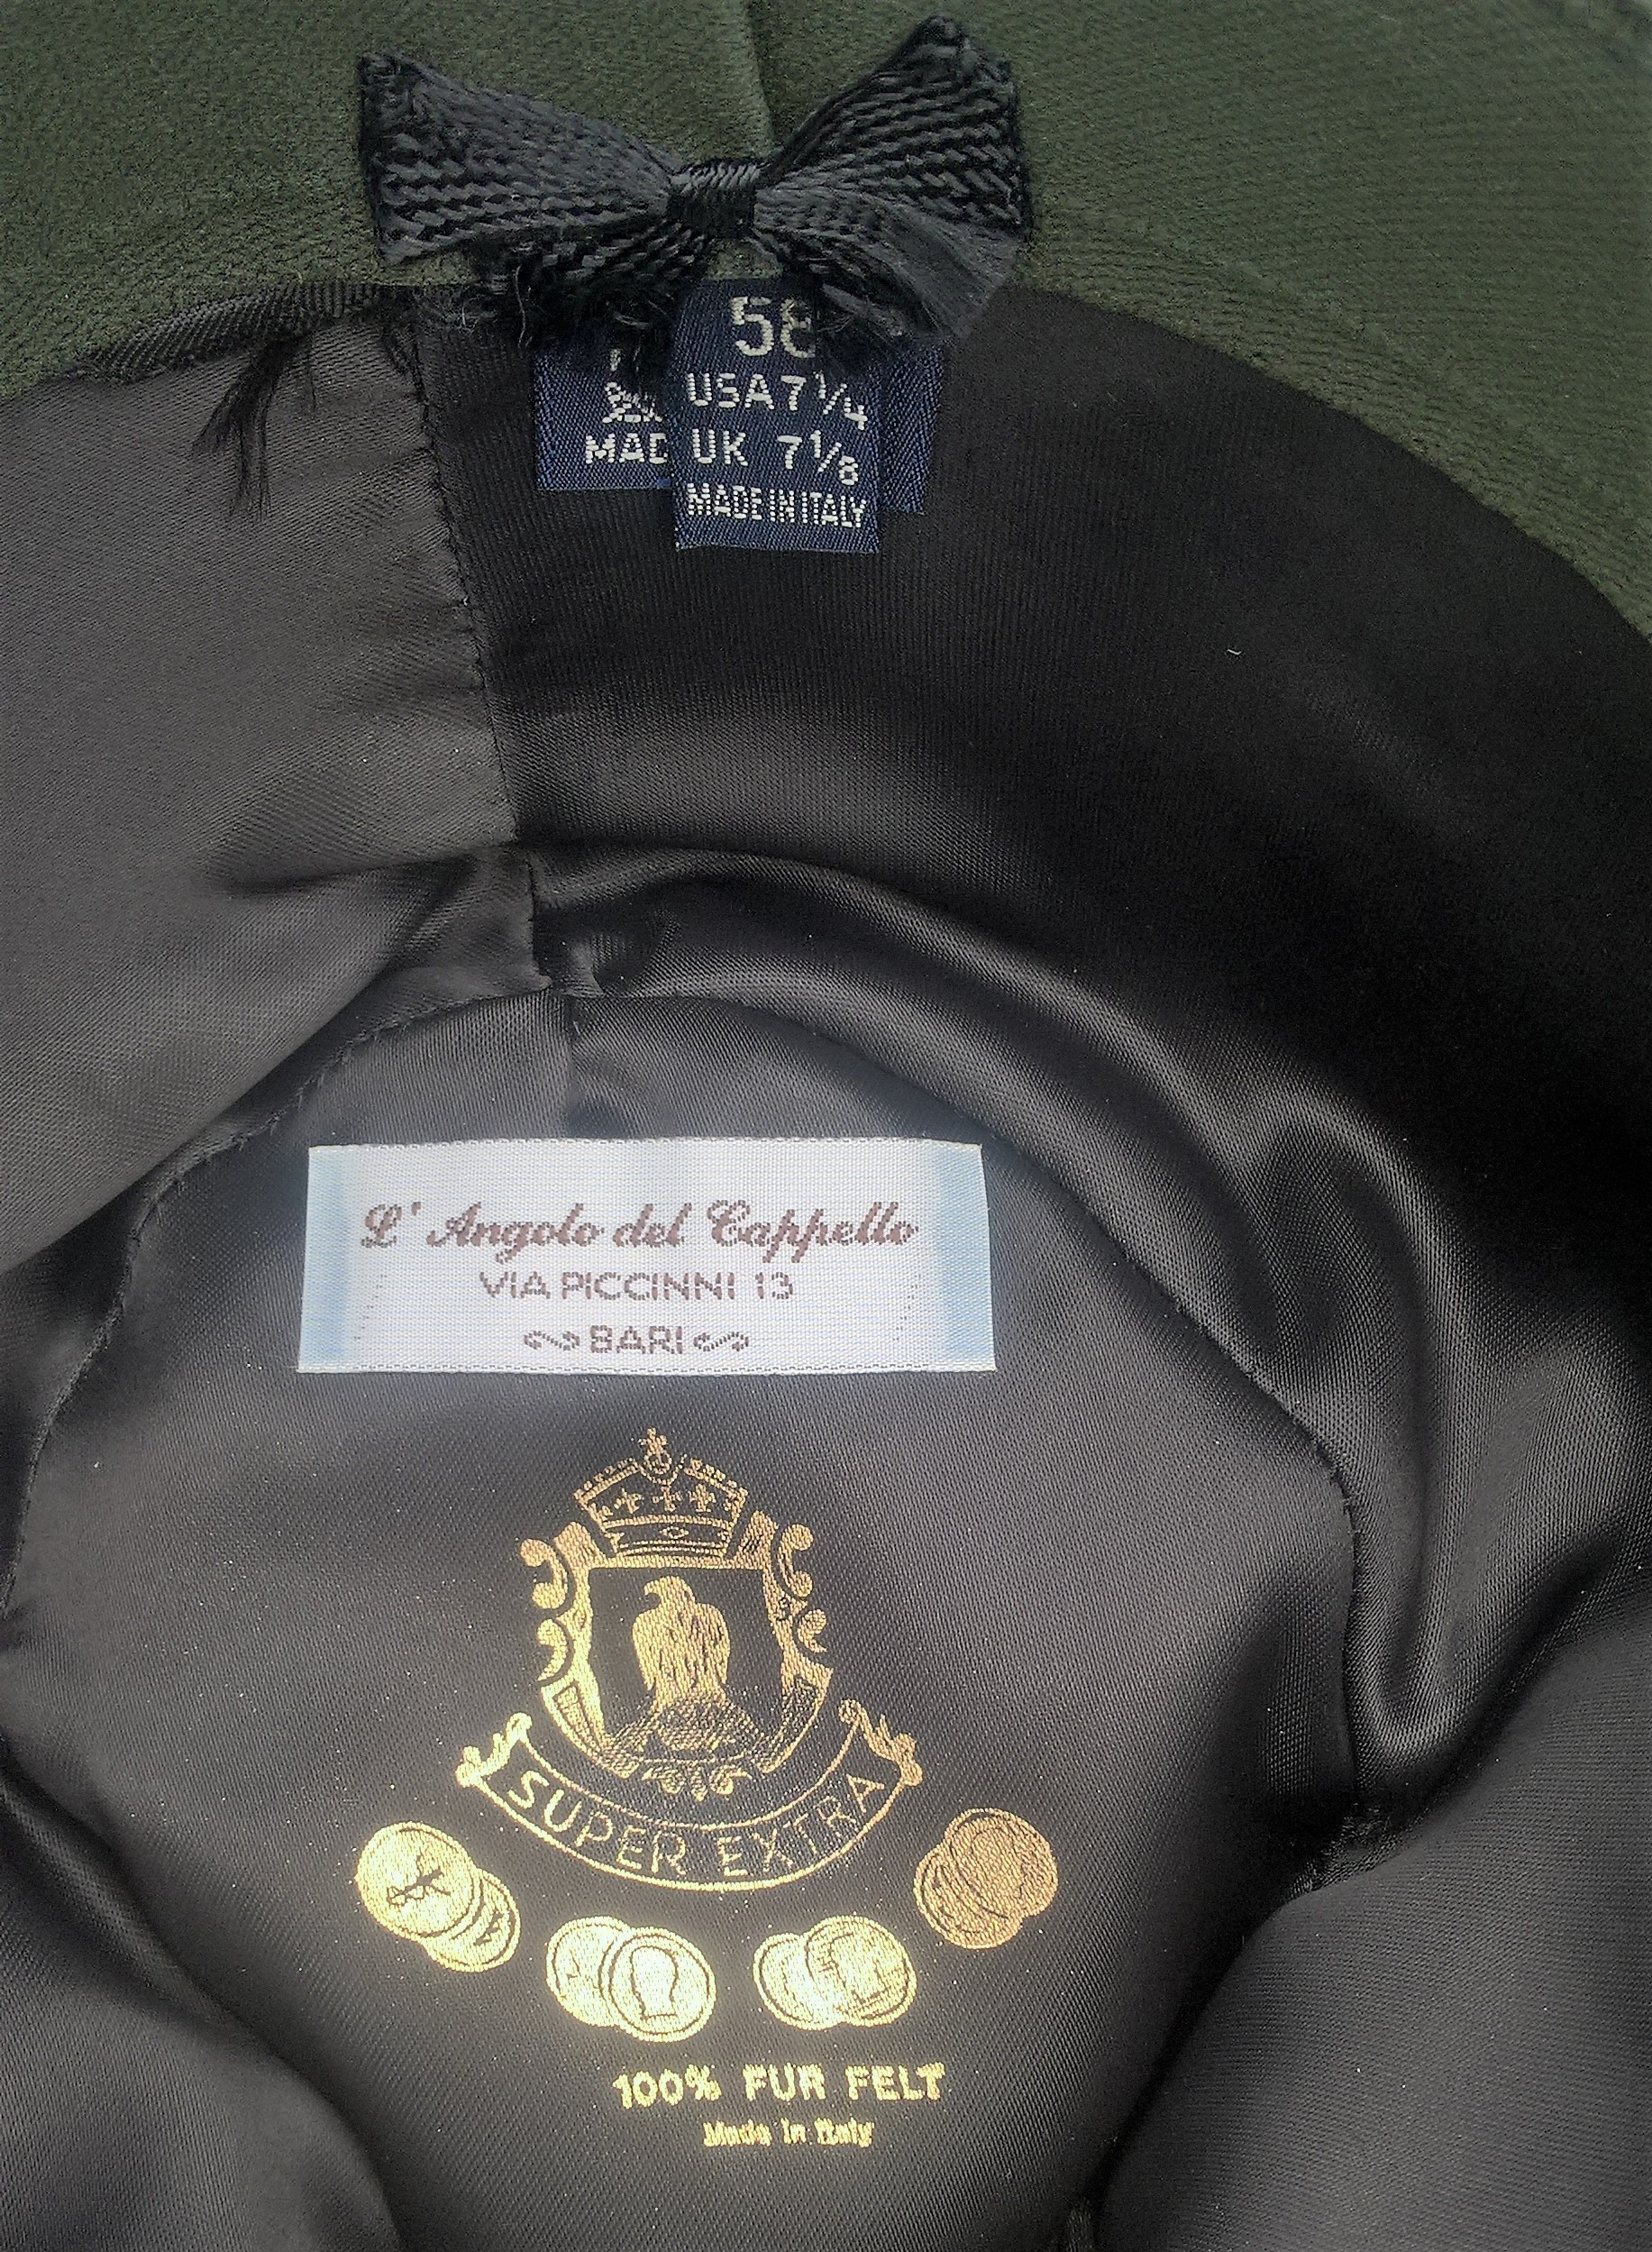 58
USA 7 1/4
UK 7 1/8
MADE IN ITALY
MAD
L'Angolo del Cappello
VIA PICCINNI 13
BARI
SUPER EXTRA
100% FUR FELT
Made in Italy